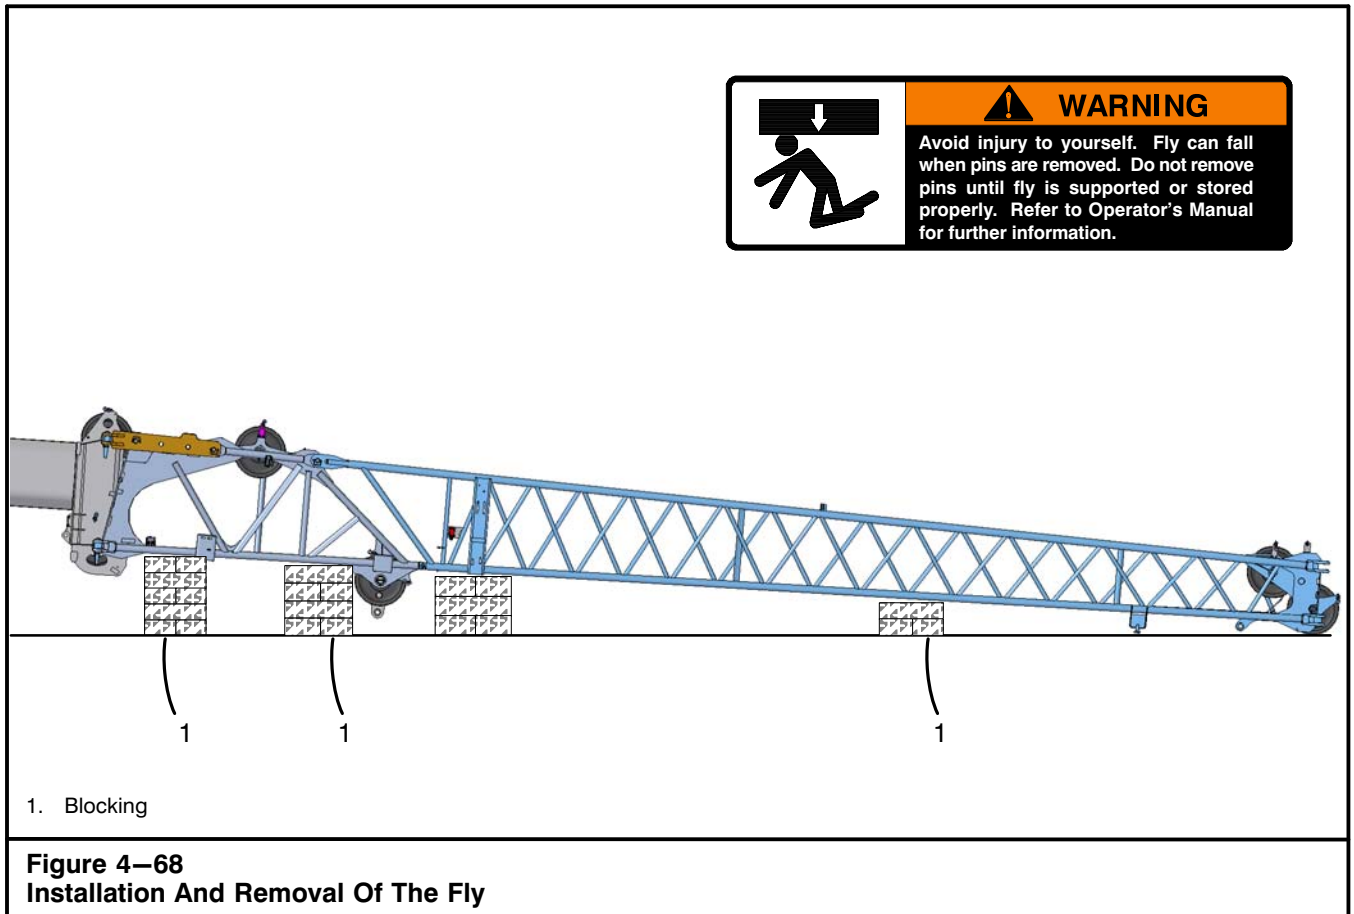 WARNING
Avoid injury to yourself. Fly can fall
when pins are removed. Do not remove
pins until fly is supported or stored
properly. Refer to Operator's Manual
for further information.
1
1
1
1. Blocking
Figure 4–68
Installation And Removal Of The Fly